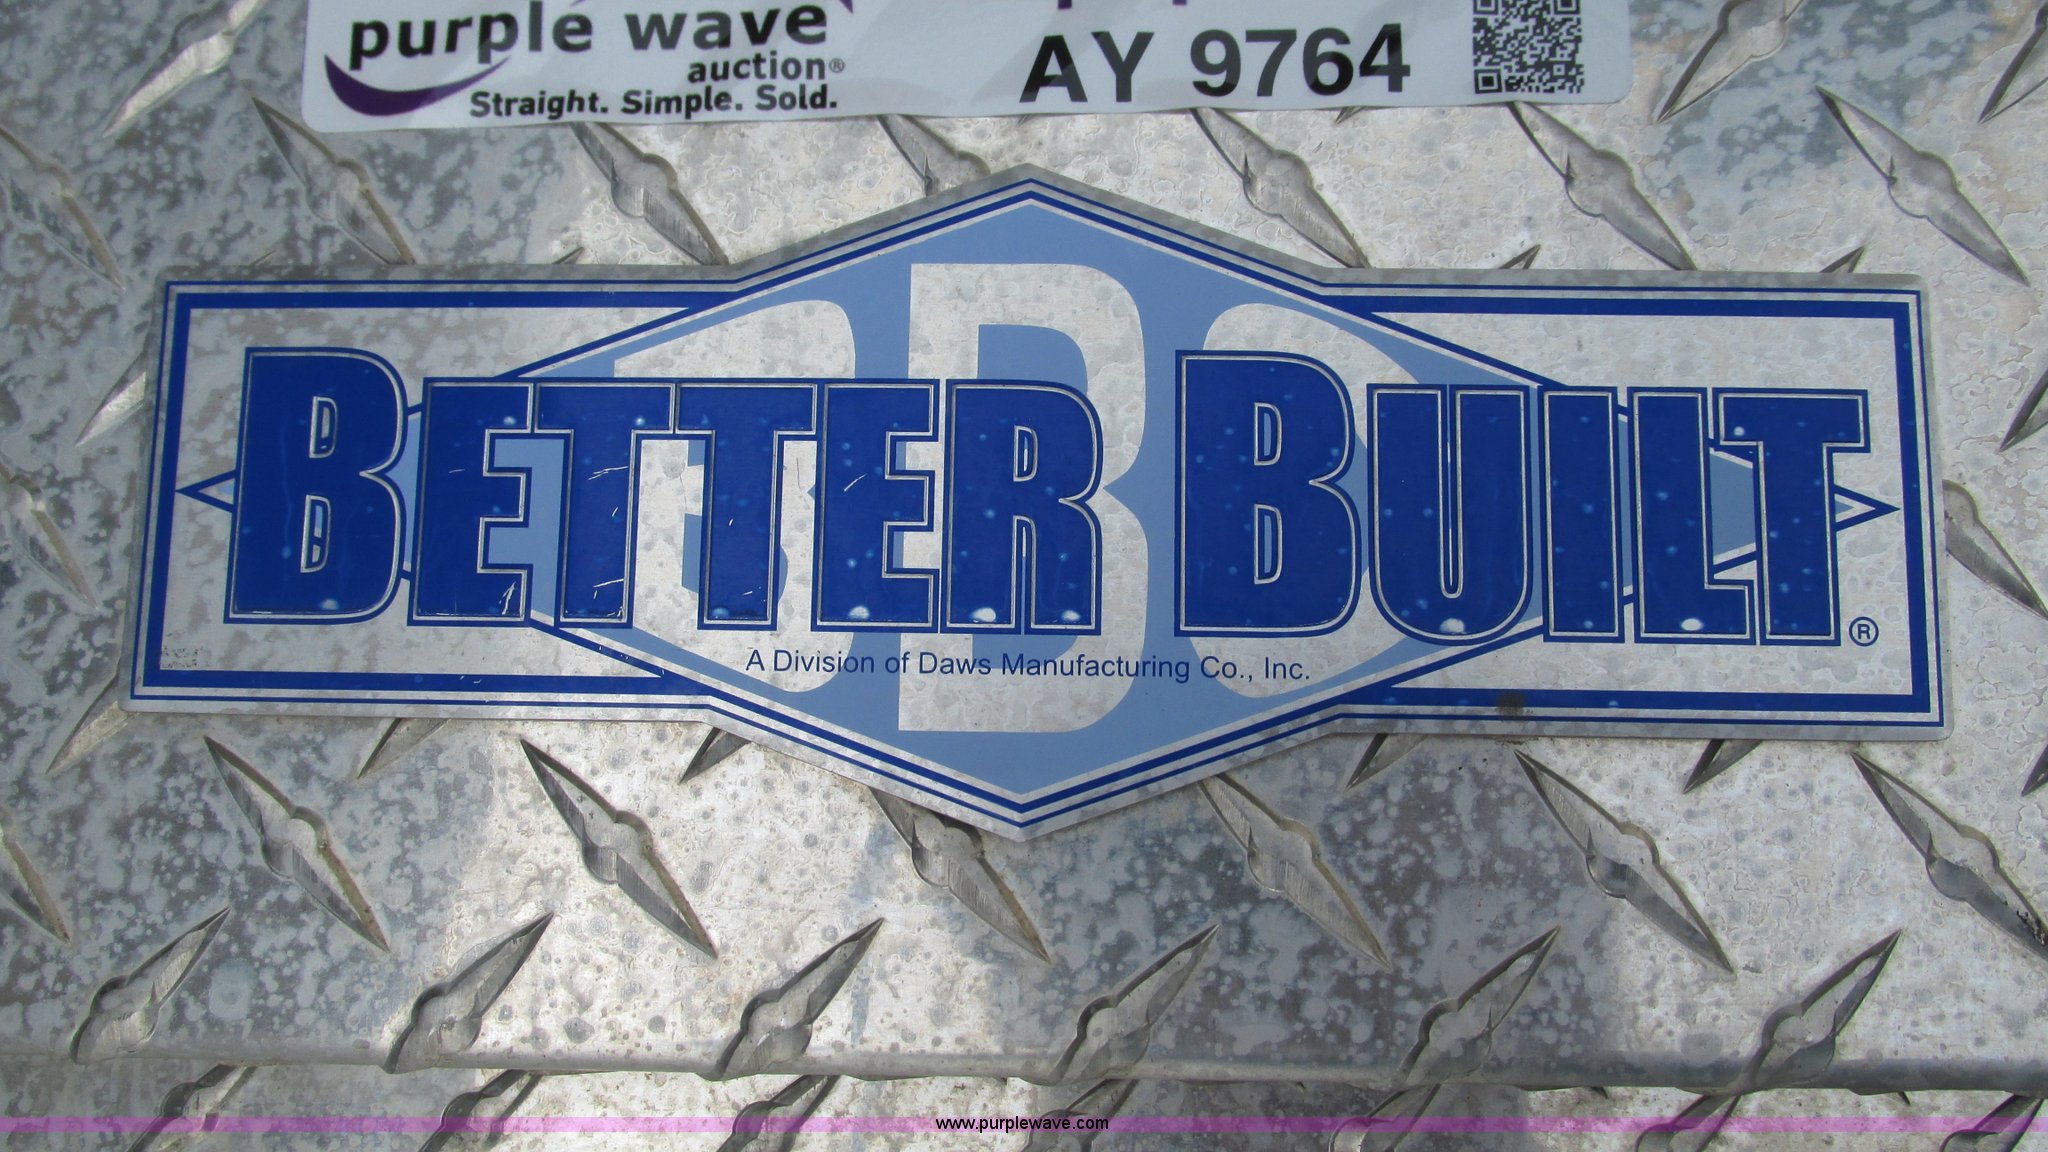 purple wave
auction®
Straight. Simple. Sold.
AY 9764
BETTER BUILT®
A Division of Daws Manufacturing Co., Inc.
www.purplewave.com